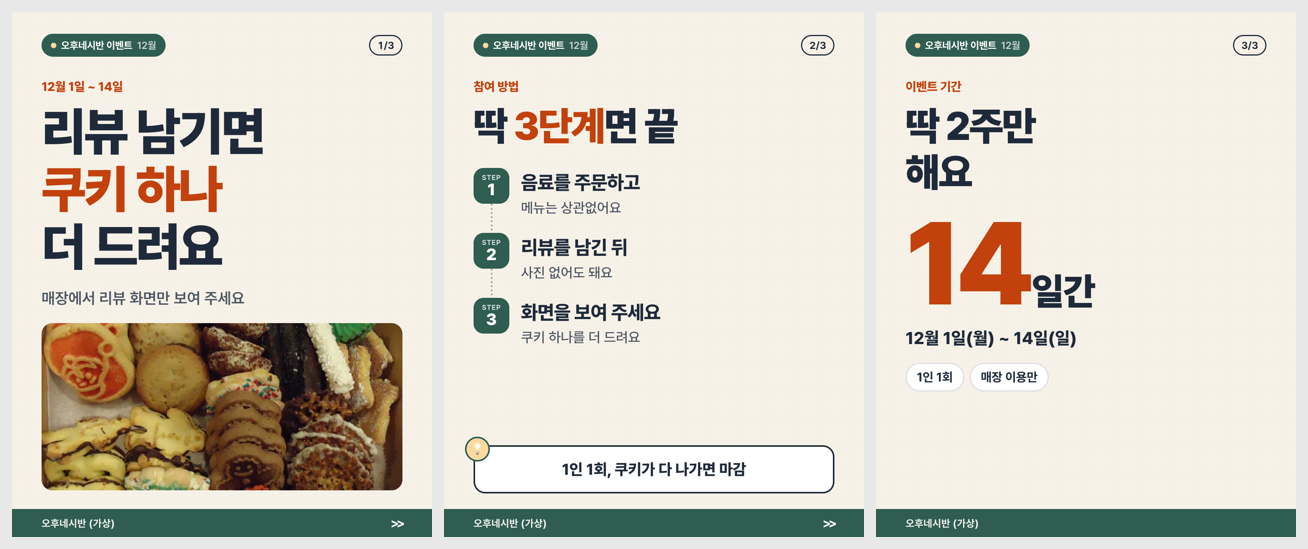 오후네시반 이벤트 12월
1/3
12월 1일 ~ 14일
리뷰 남기면
쿠키 하나
더 드려요
매장에서 리뷰 화면만 보여 주세요
오후네시반 (가상)
>>
오후네시반 이벤트 12월
2/3
참여 방법
딱 3단계면 끝
STEP
1
음료를 주문하고
메뉴는 상관없어요
STEP
2
리뷰를 남긴 뒤
사진 없어도 돼요
STEP
3
화면을 보여 주세요
쿠키 하나를 더 드려요
1인 1회, 쿠키가 다 나가면 마감
오후네시반 (가상)
>>
오후네시반 이벤트 12월
3/3
이벤트 기간
딱 2주만
해요
14일간
12월 1일(월) ~ 14일(일)
1인 1회
매장 이용만
오후네시반 (가상)